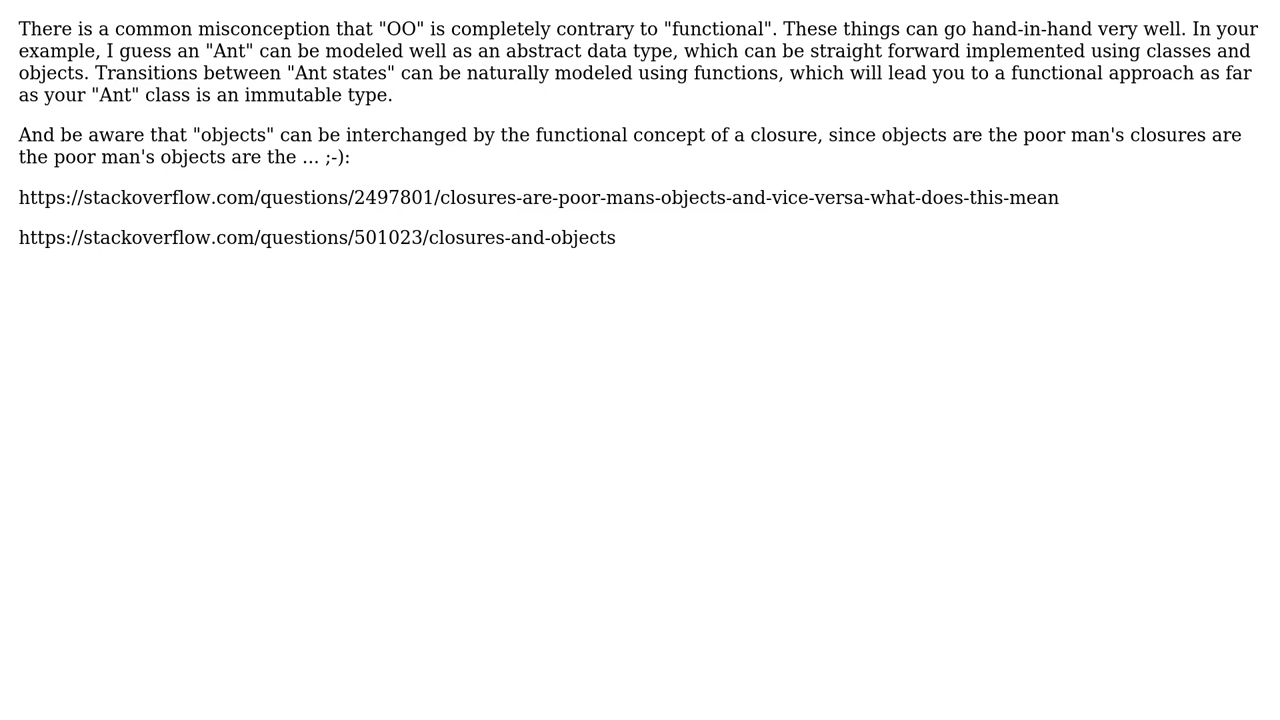 There is a common misconception that "OO" is completely contrary to "functional". These things can go hand-in-hand very well. In your
example, I guess an "Ant" can be modeled well as an abstract data type, which can be straight forward implemented using classes and
objects. Transitions between "Ant states" can be naturally modeled using functions, which will lead you to a functional approach as far
as your "Ant" class is an immutable type.
And be aware that "objects" can be interchanged by the functional concept of a closure, since objects are the poor man's closures are
the poor man's objects are the ... ;-):
https://stackoverflow.com/questions/2497801/closures-are-poor-mans-objects-and-vice-versa-what-does-this-mean
https://stackoverflow.com/questions/501023/closures-and-objects